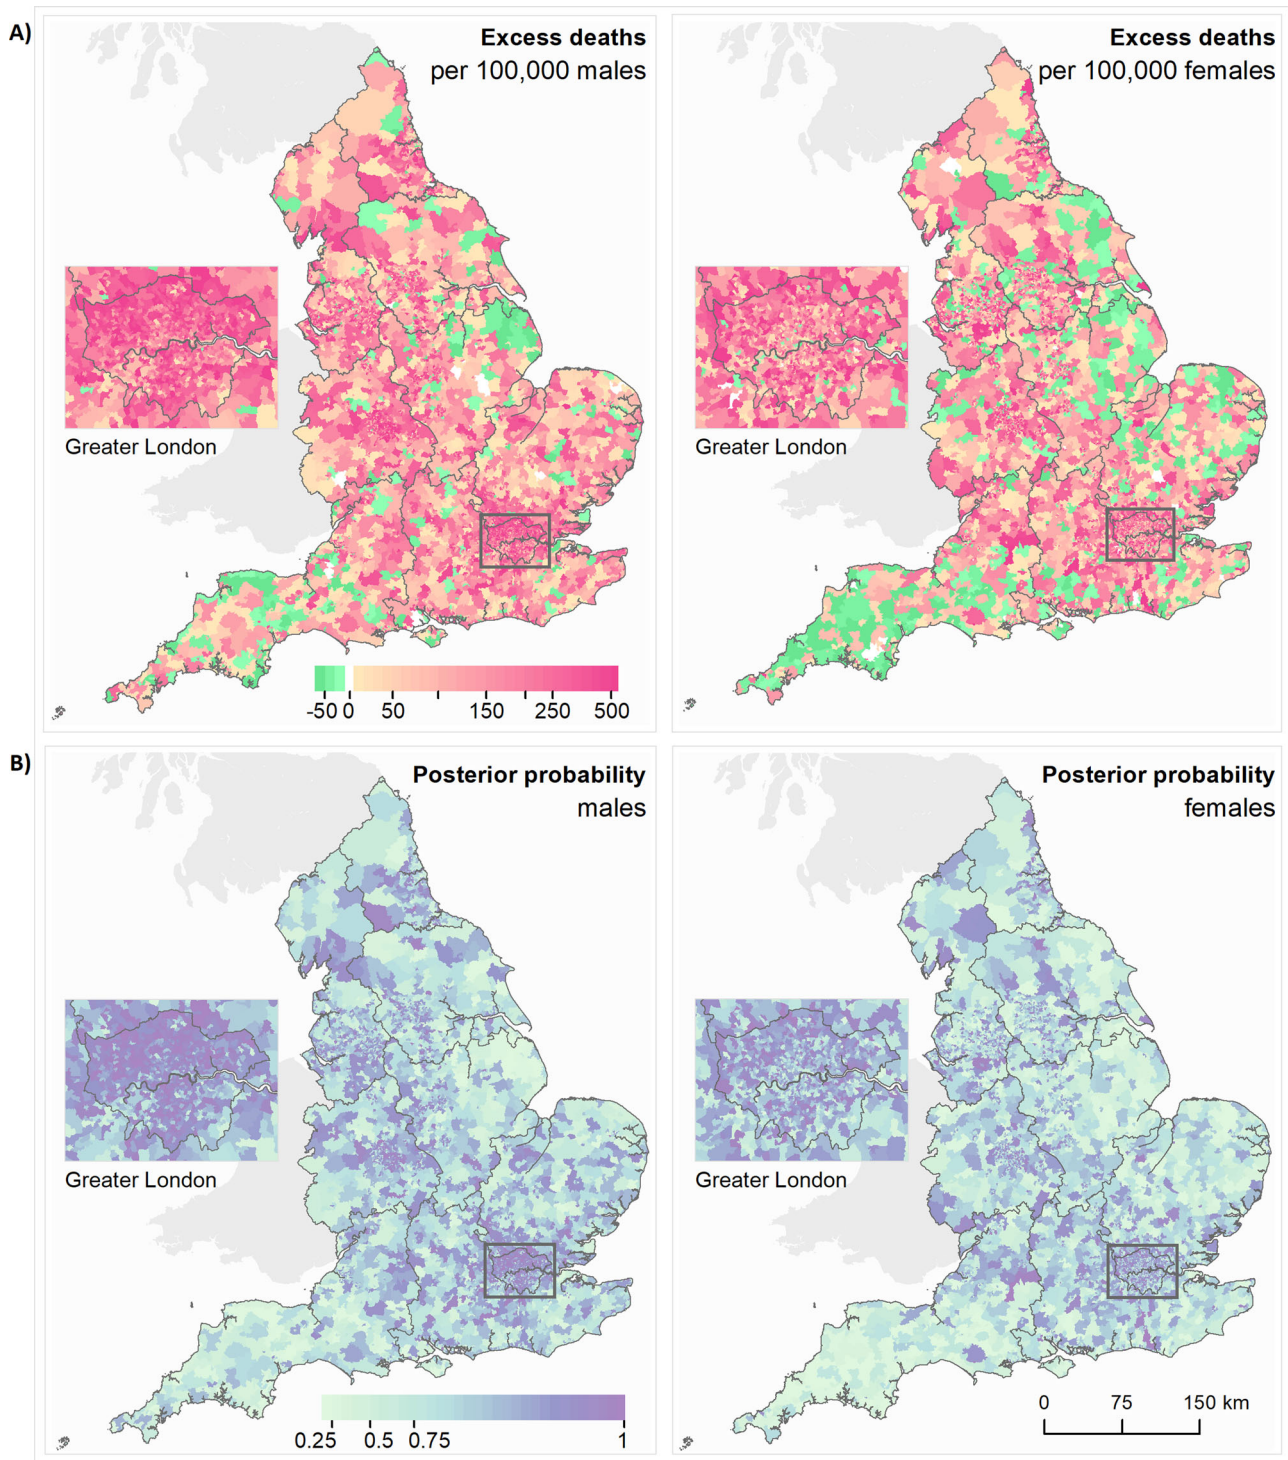 A)
Excess deaths
per 100,000 males
Greater London
-50 0 50 150 250 500
Excess deaths
per 100,000 females
Greater London
B)
Posterior probability
males
Greater London
0.25 0.5 0.75 1
Posterior probability
females
Greater London
0 75 150 km